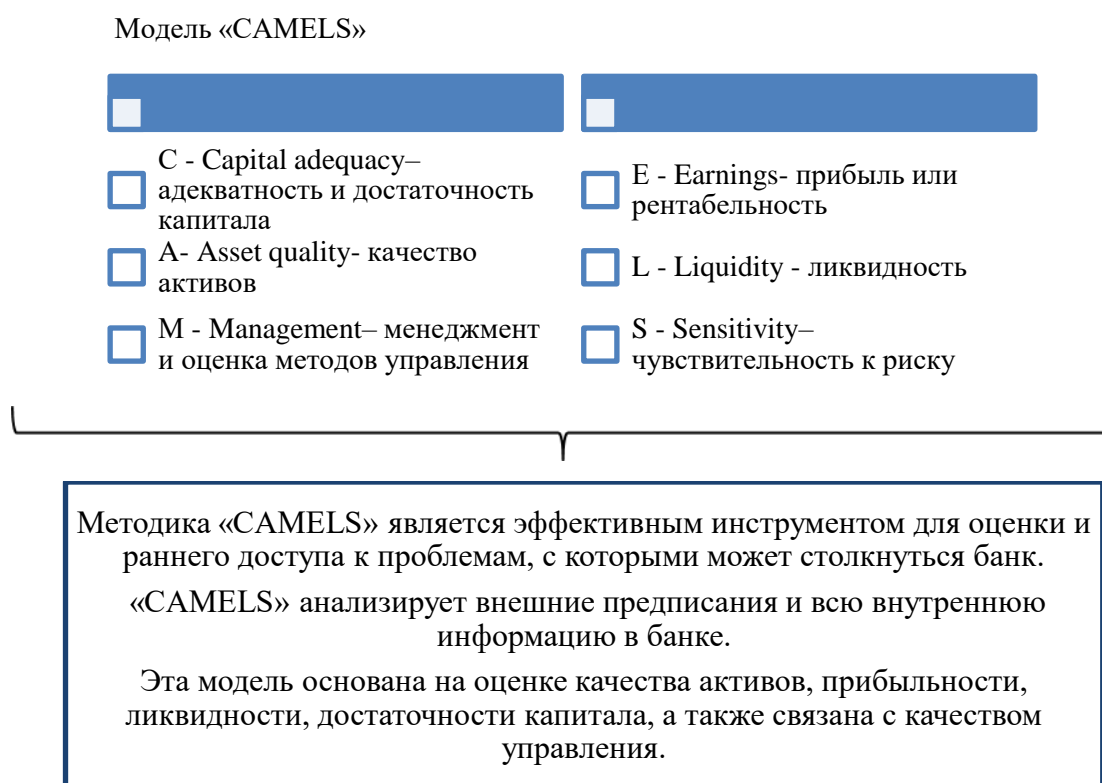 Модель «CAMELS»
C - Capital adequacy–
адекватность и достаточность
капитала
A- Asset quality- качество
активов
M - Management– менеджмент
и оценка методов управления
E - Earnings- прибыль или
рентабельность
L - Liquidity - ликвидность
S - Sensitivity–
чувствительность к риску
Методика «CAMELS» является эффективным инструментом для оценки и
раннего доступа к проблемам, с которыми может столкнуться банк.
«CAMELS» анализирует внешние предписания и всю внутреннюю
информацию в банке.
Эта модель основана на оценке качества активов, прибыльности,
ликвидности, достаточности капитала, а также связана с качеством
управления.